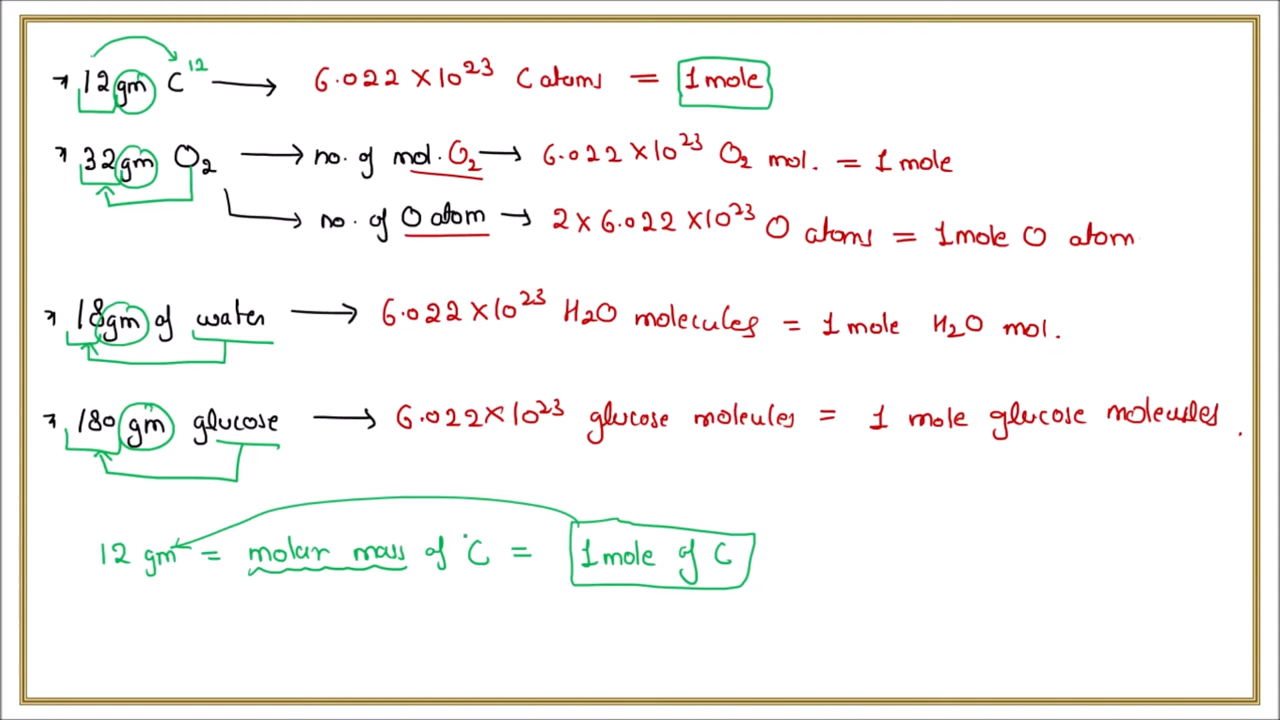 → 12 gm C¹² ⟶ 6.022 × 10²³ C atoms = 1 mole
→ 32 gm O₂ ⟶ no. of mol. O₂ ⟶ 6.022 × 10²³ O₂ mol. = 1 mole
⟶ no. of O atom → 2 × 6.022 × 10²³ O atoms = 1 mole O atom
→ 18 gm of water ⟶ 6.022 × 10²³ H₂O molecules = 1 mole H₂O mol.
→ 180 gm glucose ⟶ 6.022 × 10²³ glucose molecules = 1 mole glucose molecules.
12 gm = molar mass of C = 1 mole of C